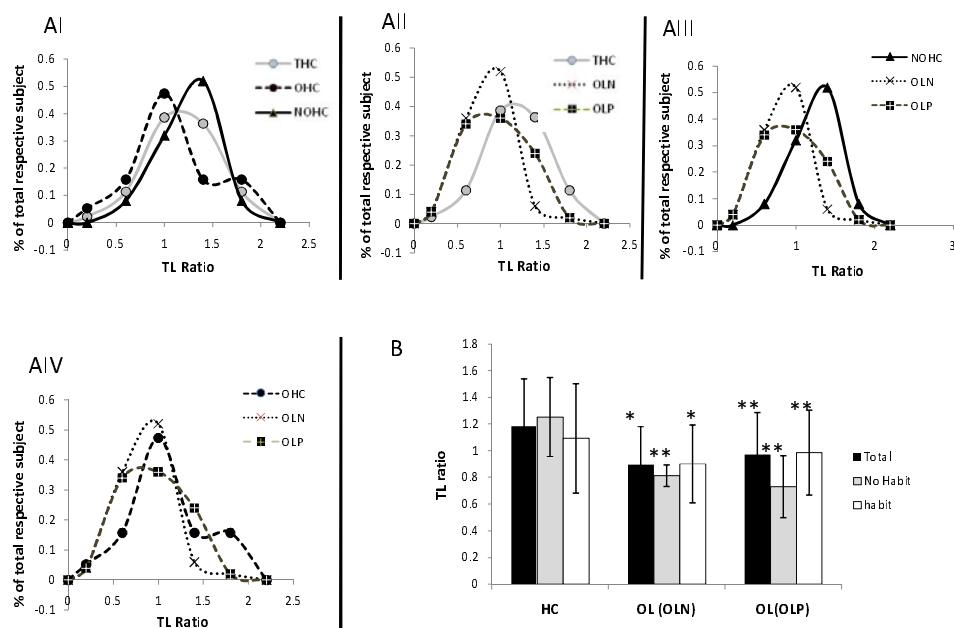 AI
% of total respective subject
0.6
0.5
0.4
0.3
0.2
0.1
0
-0.1
0
0.5
1
1.5
2
2.5
TL Ratio
THC
OHC
NOHC
AII
% of total respective subject
0.6
0.5
0.4
0.3
0.2
0.1
0
-0.1
0
0.5
1
1.5
2
2.5
TL Ratio
THC
OLN
OLP
AIII
% of total respective subject
0.6
0.5
0.4
0.3
0.2
0.1
0
-0.1
0
1
2
3
TL Ratio
NOHC
OLN
OLP
AIV
% of total respective subject
0.6
0.5
0.4
0.3
0.2
0.1
0
-0.1
0
0.5
1
1.5
2
2.5
TL Ratio
OHC
OLN
OLP
B
TL ratio
1.8
1.6
1.4
1.2
1
0.8
0.6
0.4
0.2
0
*
**
*
**
**
**
HC
OL (OLN)
OL(OLP)
Total
No Habit
habit